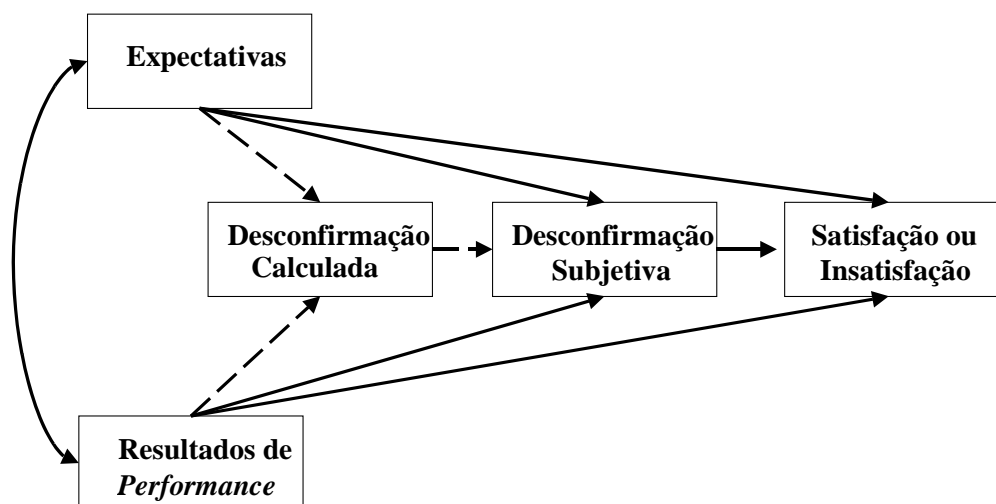 Expectativas
Desconfirmação
Calculada
Desconfirmação
Subjetiva
Satisfação ou
Insatisfação
Resultados de
Performance